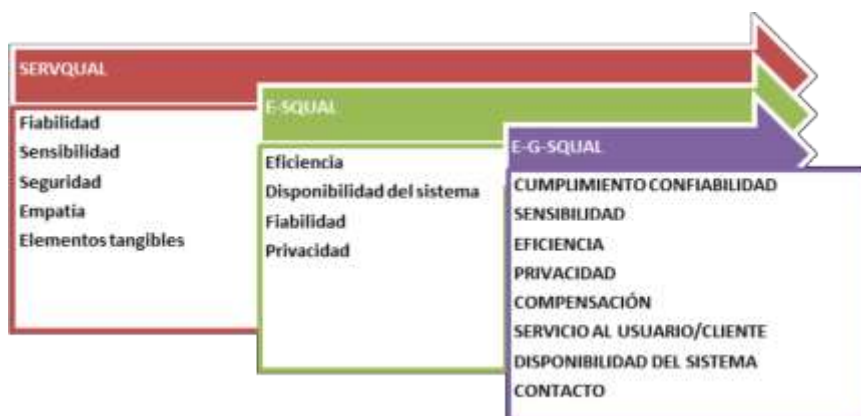 SERVQUAL
Fiabilidad
Sensibilidad
Seguridad
Empatía
Elementos tangibles
E-SQUAL
Eficiencia
Disponibilidad del sistema
Fiabilidad
Privacidad
E-G-SQUAL
CUMPLIMIENTO CONFIABILIDAD
SENSIBILIDAD
EFICIENCIA
PRIVACIDAD
COMPENSACIÓN
SERVICIO AL USUARIO/CLIENTE
DISPONIBILIDAD DEL SISTEMA
CONTACTO